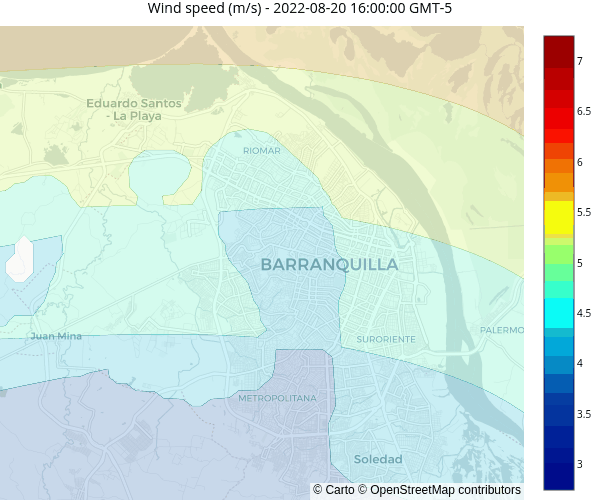 Wind speed (m/s) - 2022-08-20 16:00:00 GMT-5
Eduardo Santos
- La Playa
RIOMAR
BARRANQUILLA
Juan Mina
SURORIENTE
PALERMO
METROPOLITANA
Soledad
7
6.5
6
5.5
5
4.5
4
3.5
3
© Carto © OpenStreetMap contributors